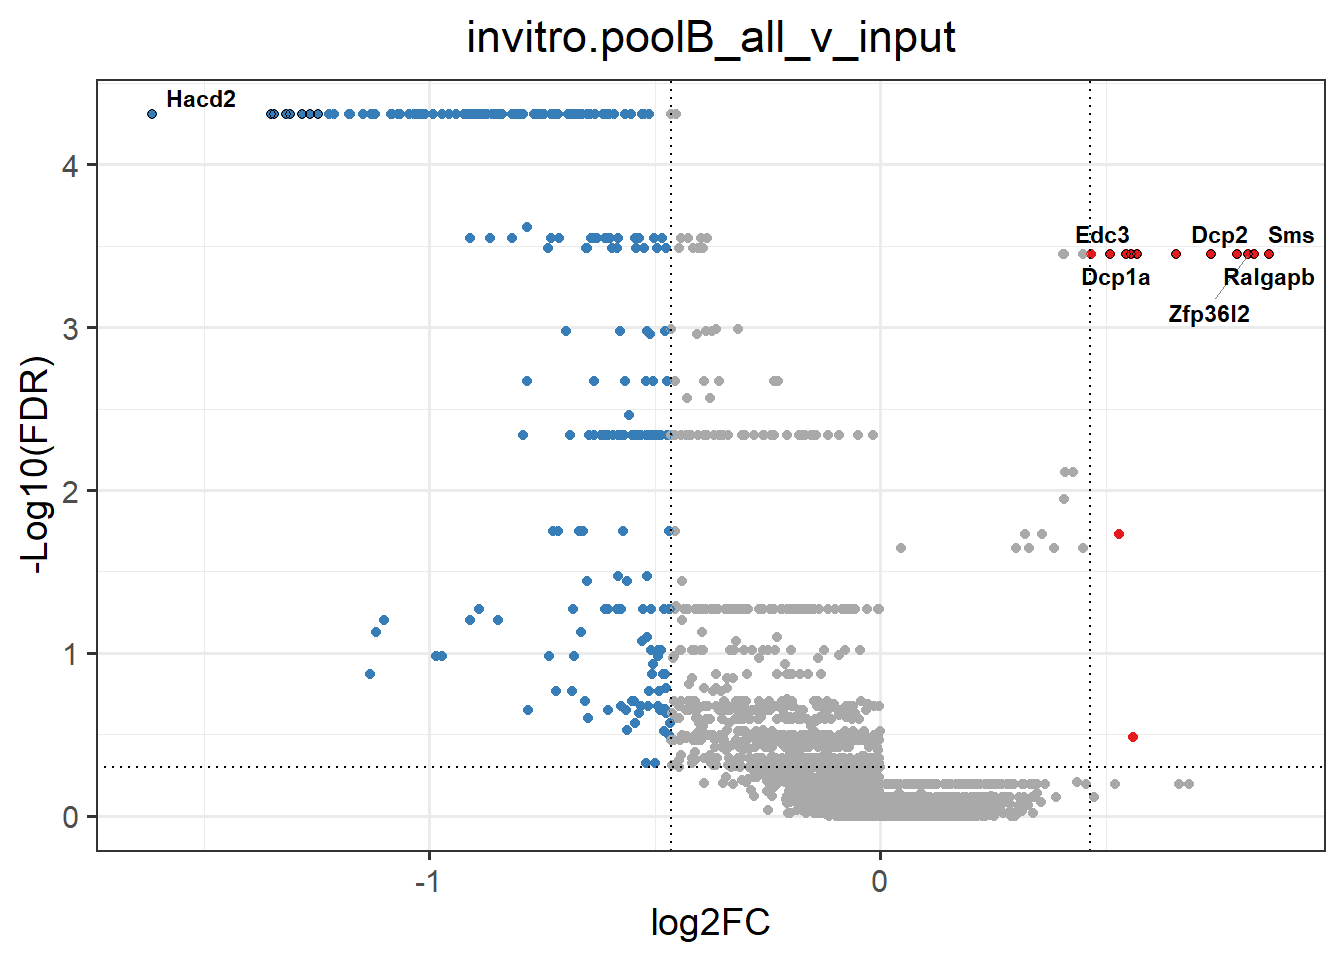 invitro.poolB_all_v_input
Hacd2
4
Edc3 Dcp2 Sms
Dcp1a Ralgapb
Zfp36l2
3
2
1
0
-Log10(FDR)
-1 0
log2FC